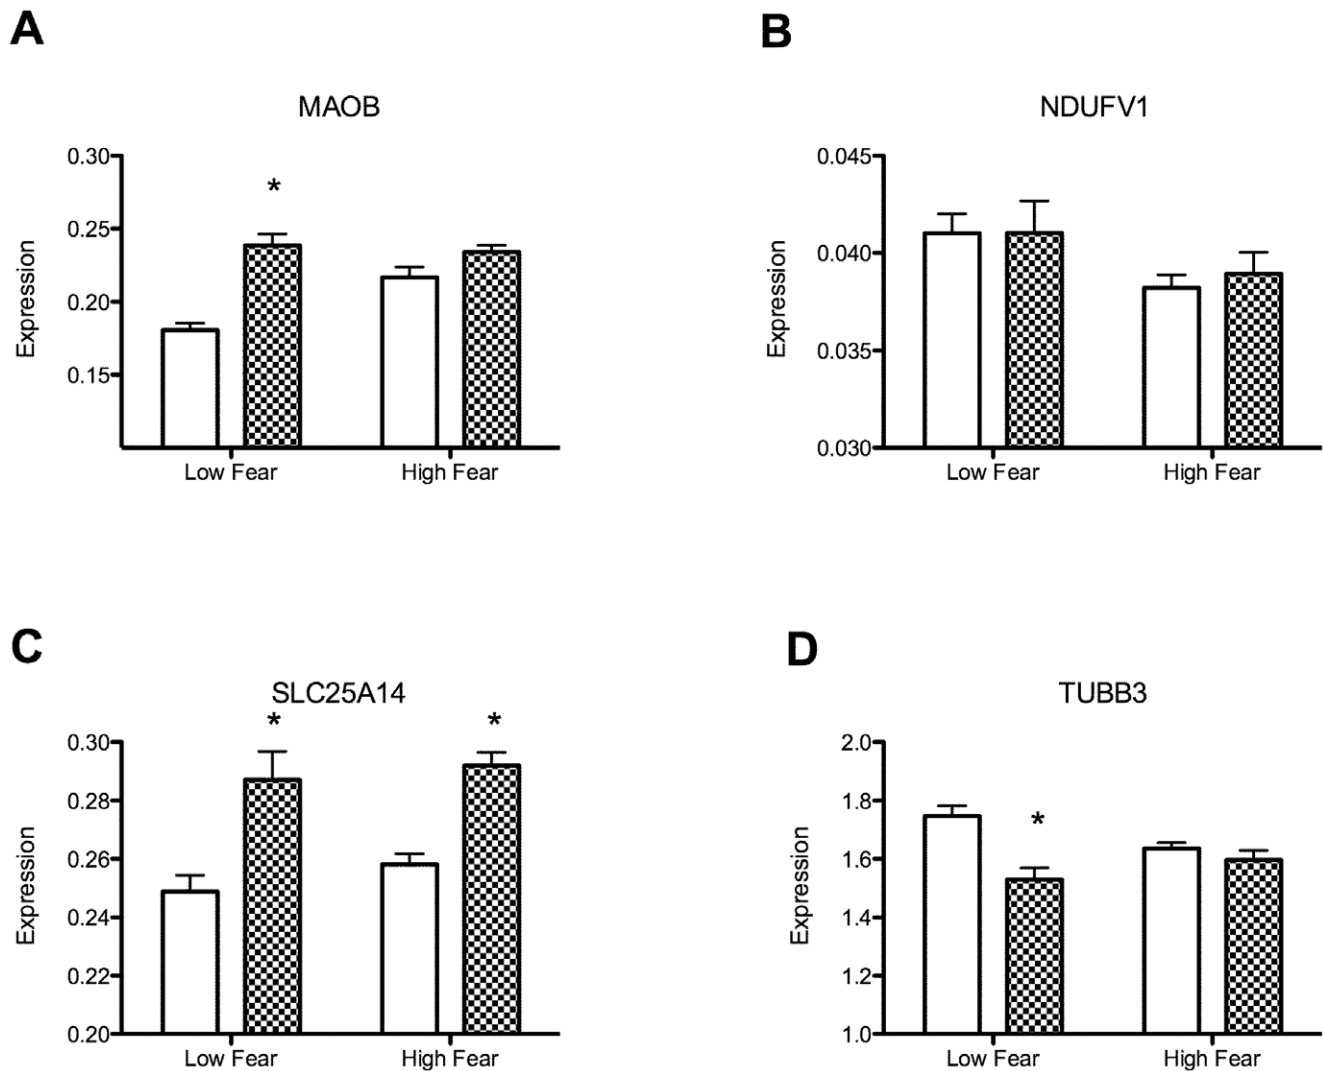 A
MAOB
0.30
0.25
0.20
0.15
Expression
*
Low Fear
High Fear
B
NDUFV1
0.045
0.040
0.035
0.030
Expression
Low Fear
High Fear
C
SLC25A14
* *
0.30
0.28
0.26
0.24
0.22
0.20
Expression
Low Fear
High Fear
D
TUBB3
2.0
1.8
1.6
1.4
1.2
1.0
Expression
*
Low Fear
High Fear